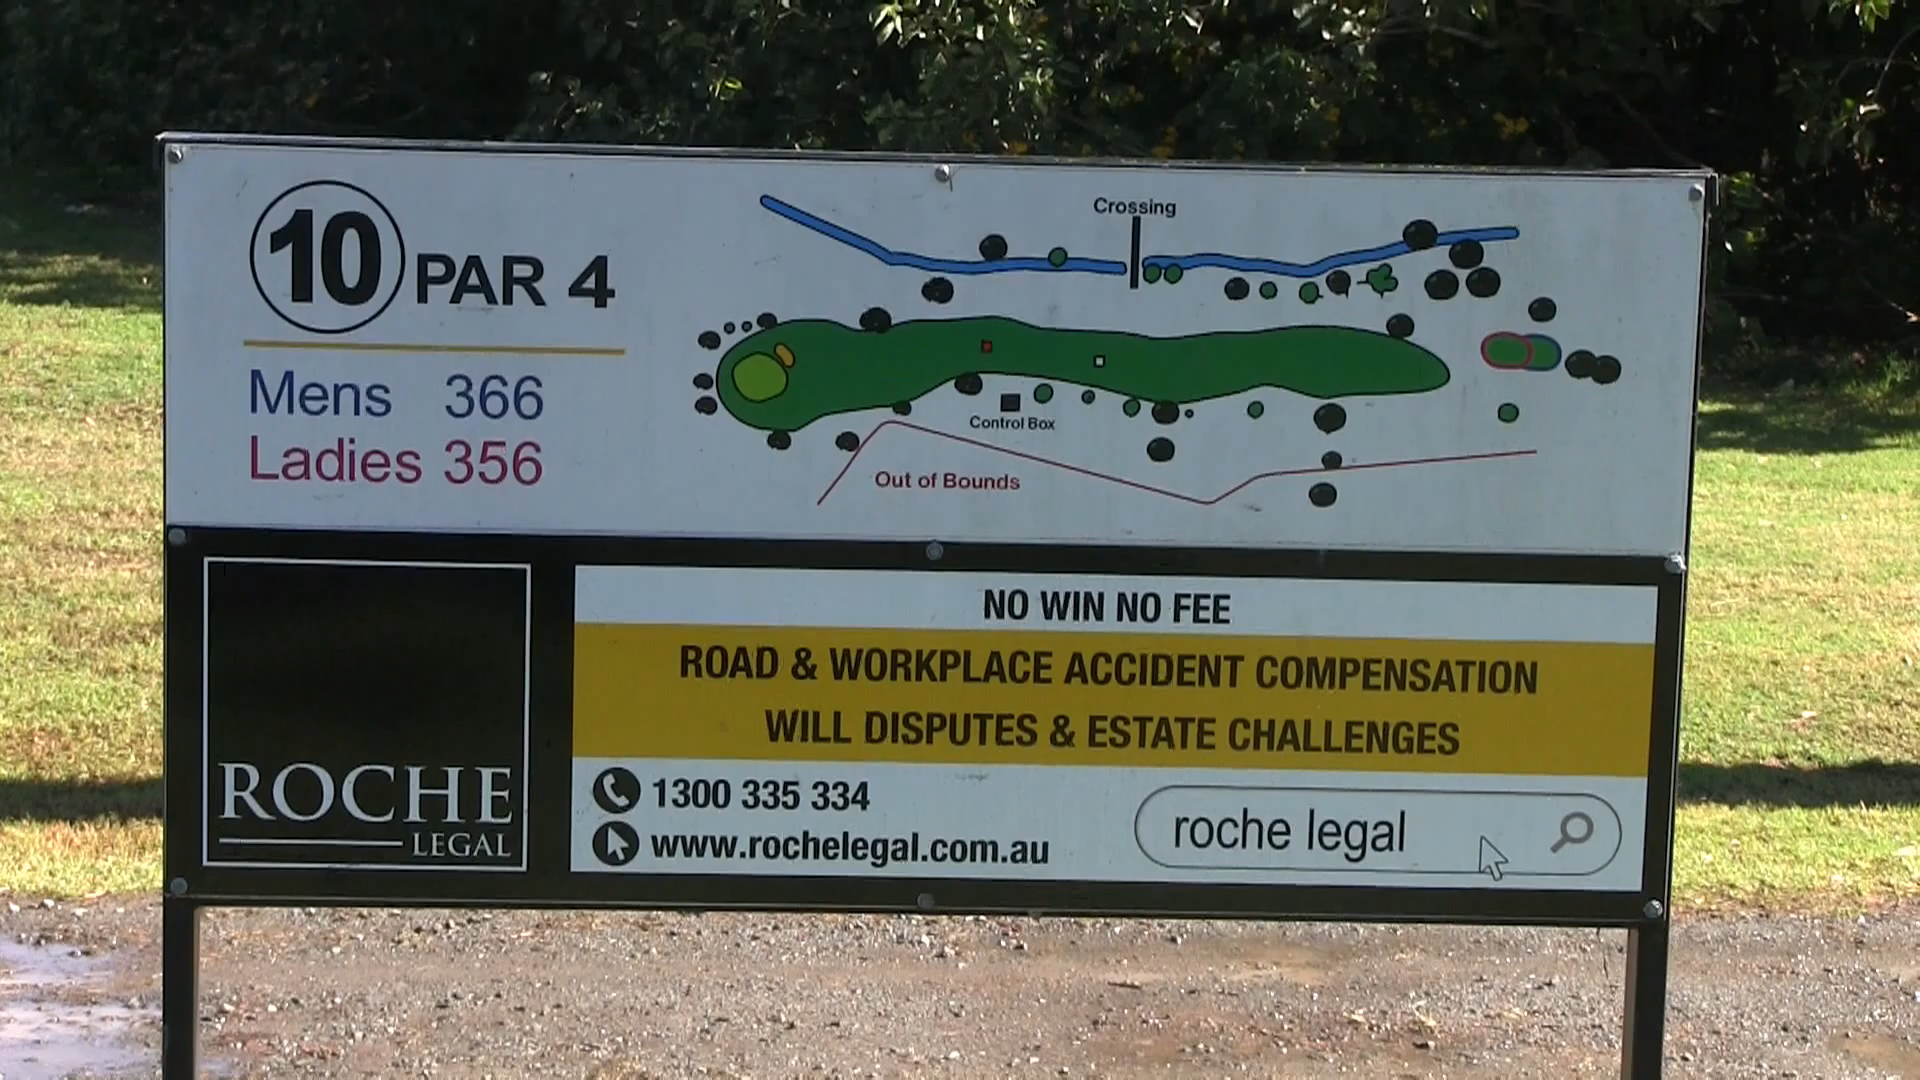 10 PAR 4
Mens 366
Ladies 356
Crossing
Control Box
Out of Bounds
ROCHE
LEGAL
NO WIN NO FEE
ROAD & WORKPLACE ACCIDENT COMPENSATION
WILL DISPUTES & ESTATE CHALLENGES
1300 335 334
www.rochelegal.com.au
roche legal